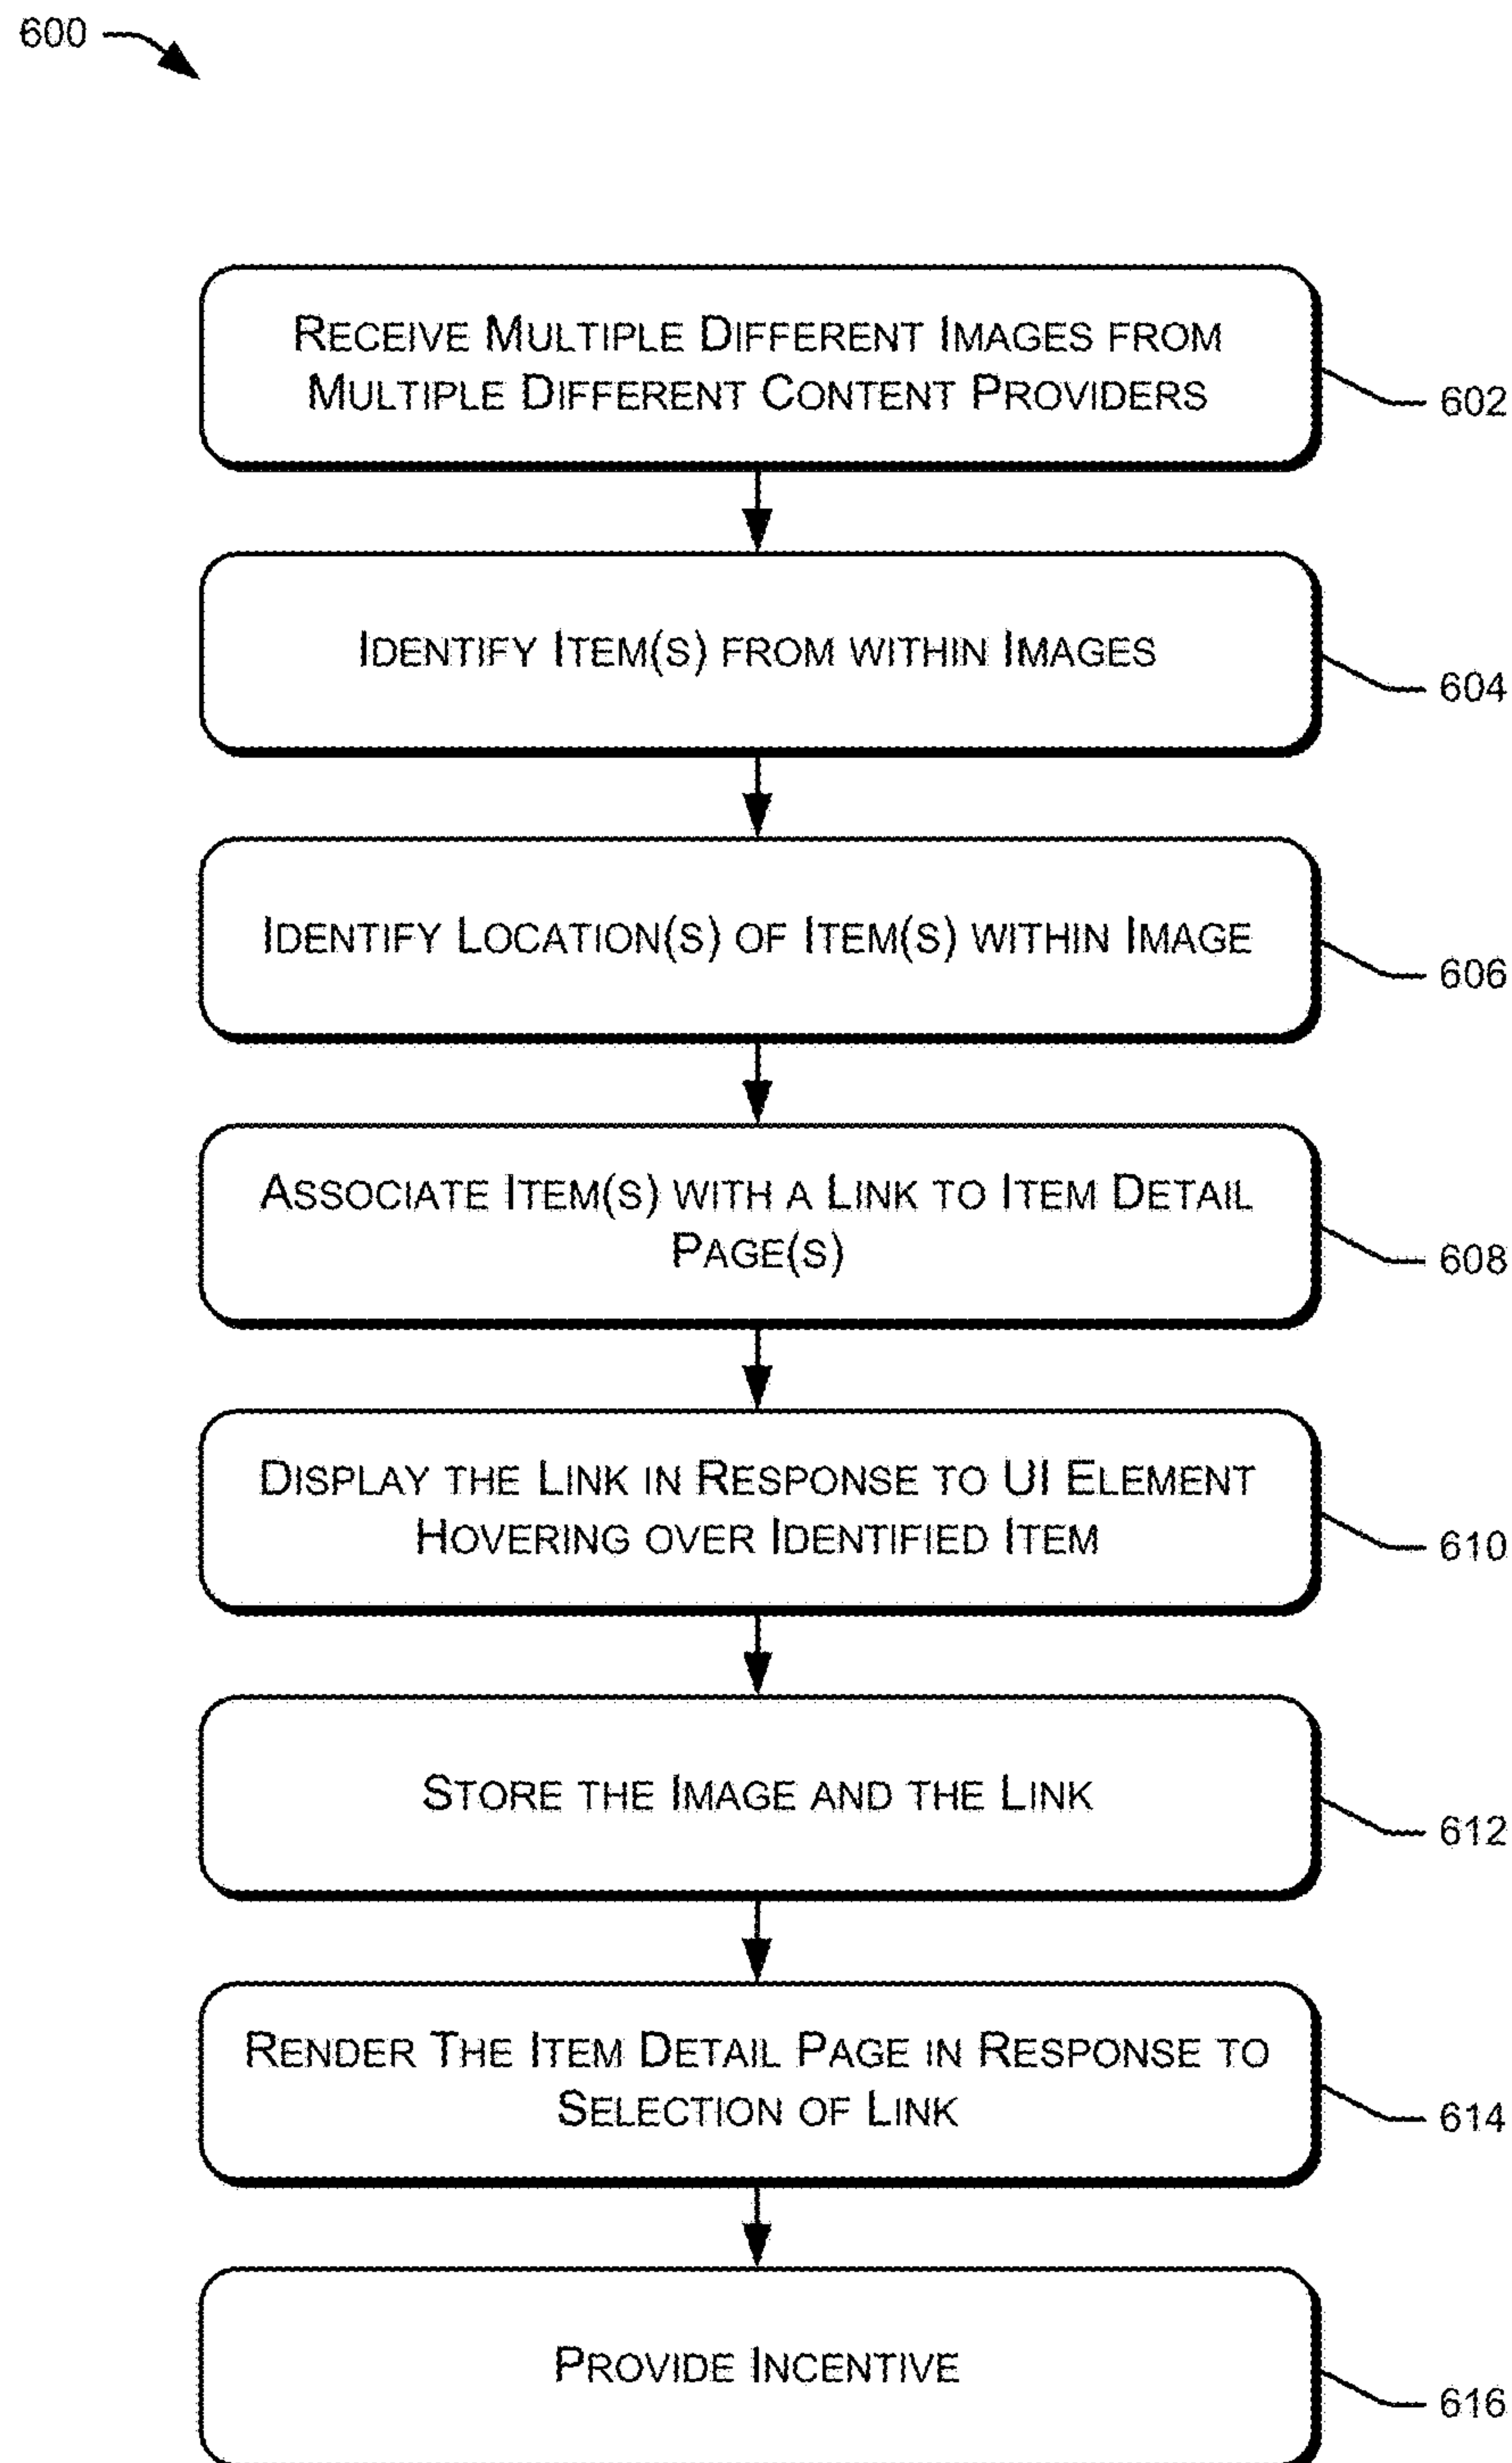 600
RECEIVE MULTIPLE DIFFERENT IMAGES FROM
MULTIPLE DIFFERENT CONTENT PROVIDERS
602
IDENTIFY ITEM(S) FROM WITHIN IMAGES
604
IDENTIFY LOCATION(S) OF ITEM(S) WITHIN IMAGE
606
ASSOCIATE ITEM(S) WITH A LINK TO ITEM DETAIL
PAGE(S)
608
DISPLAY THE LINK IN RESPONSE TO UI ELEMENT
HOVERING OVER IDENTIFIED ITEM
610
STORE THE IMAGE AND THE LINK
612
RENDER THE ITEM DETAIL PAGE IN RESPONSE TO
SELECTION OF LINK
614
PROVIDE INCENTIVE
616